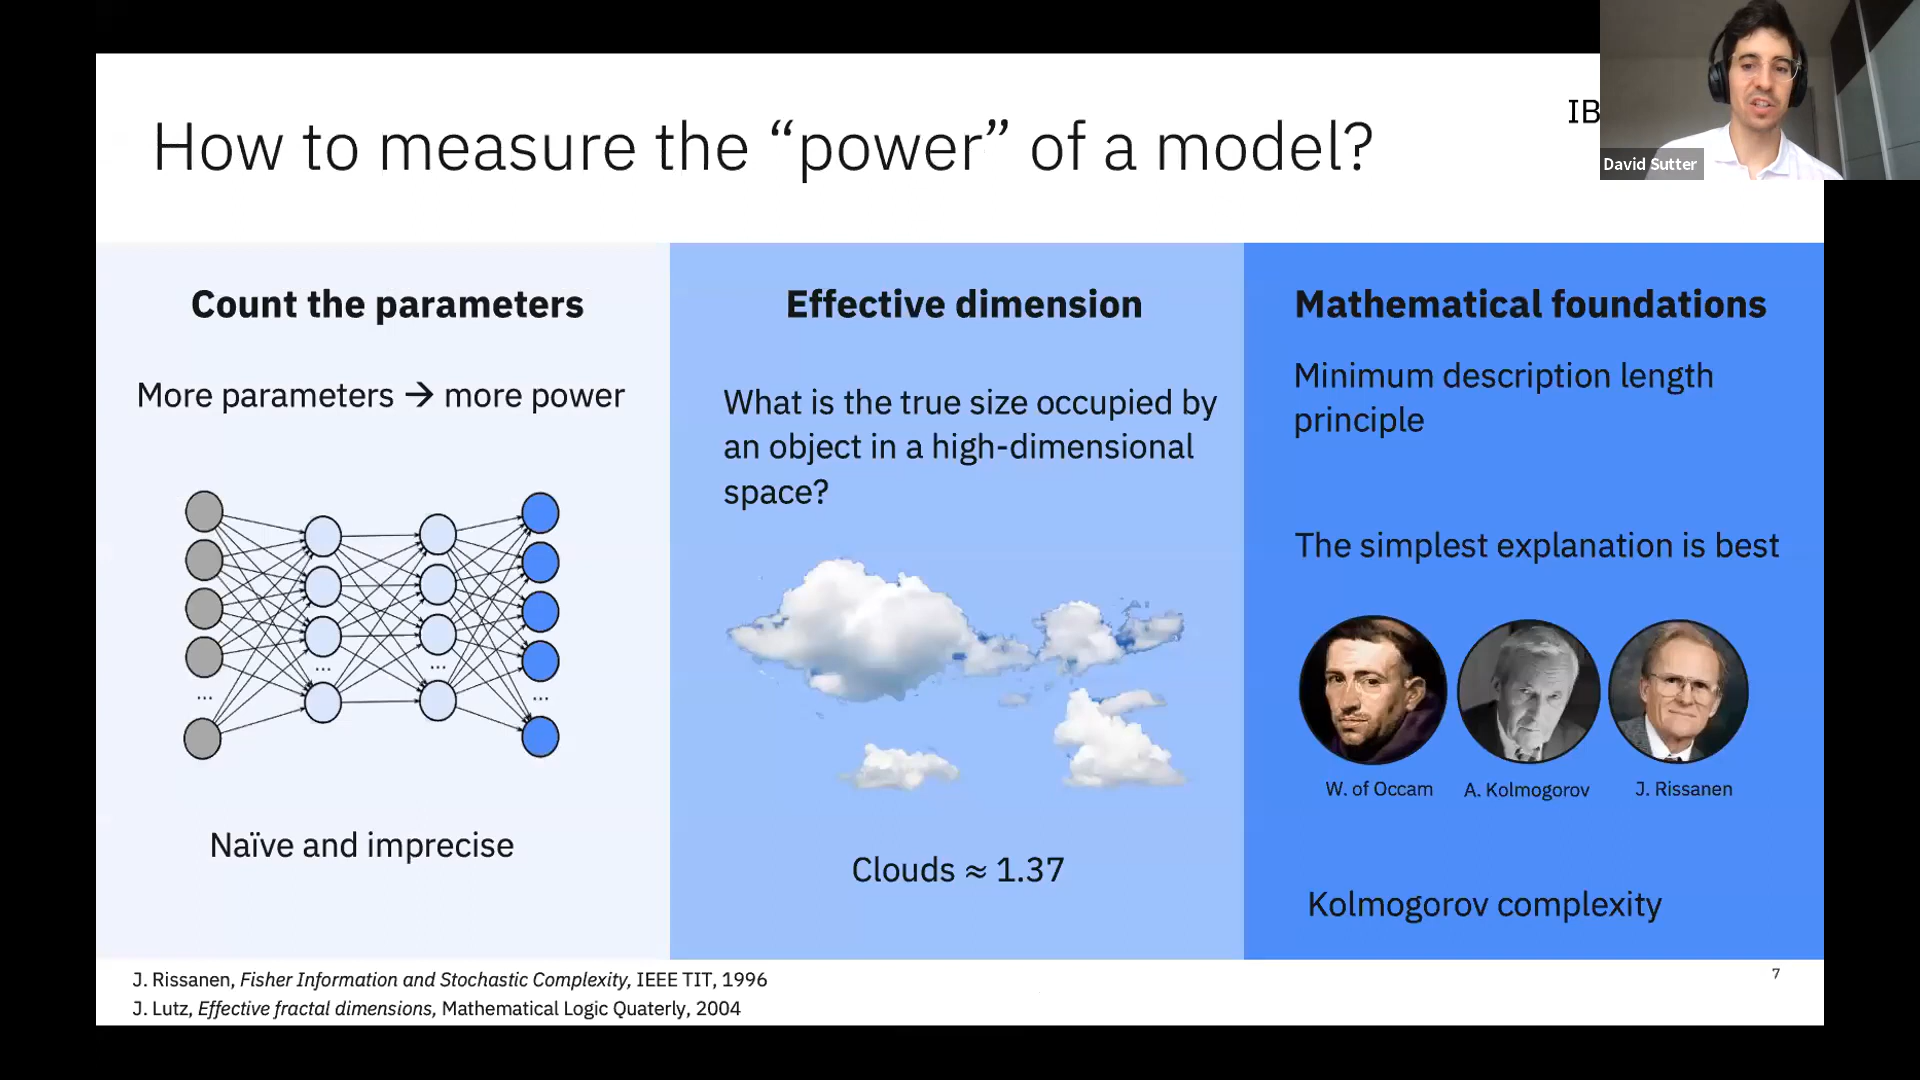 How to measure the “power” of a model?
IB
David Sutter
Count the parameters
More parameters → more power
...
...
...
...
Naïve and imprecise
Effective dimension
What is the true size occupied by
an object in a high-dimensional
space?
Clouds ≈ 1.37
Mathematical foundations
Minimum description length
principle
The simplest explanation is best
W. of Occam
A. Kolmogorov
J. Rissanen
Kolmogorov complexity
J. Rissanen, Fisher Information and Stochastic Complexity, IEEE TIT, 1996
J. Lutz, Effective fractal dimensions, Mathematical Logic Quaterly, 2004
7